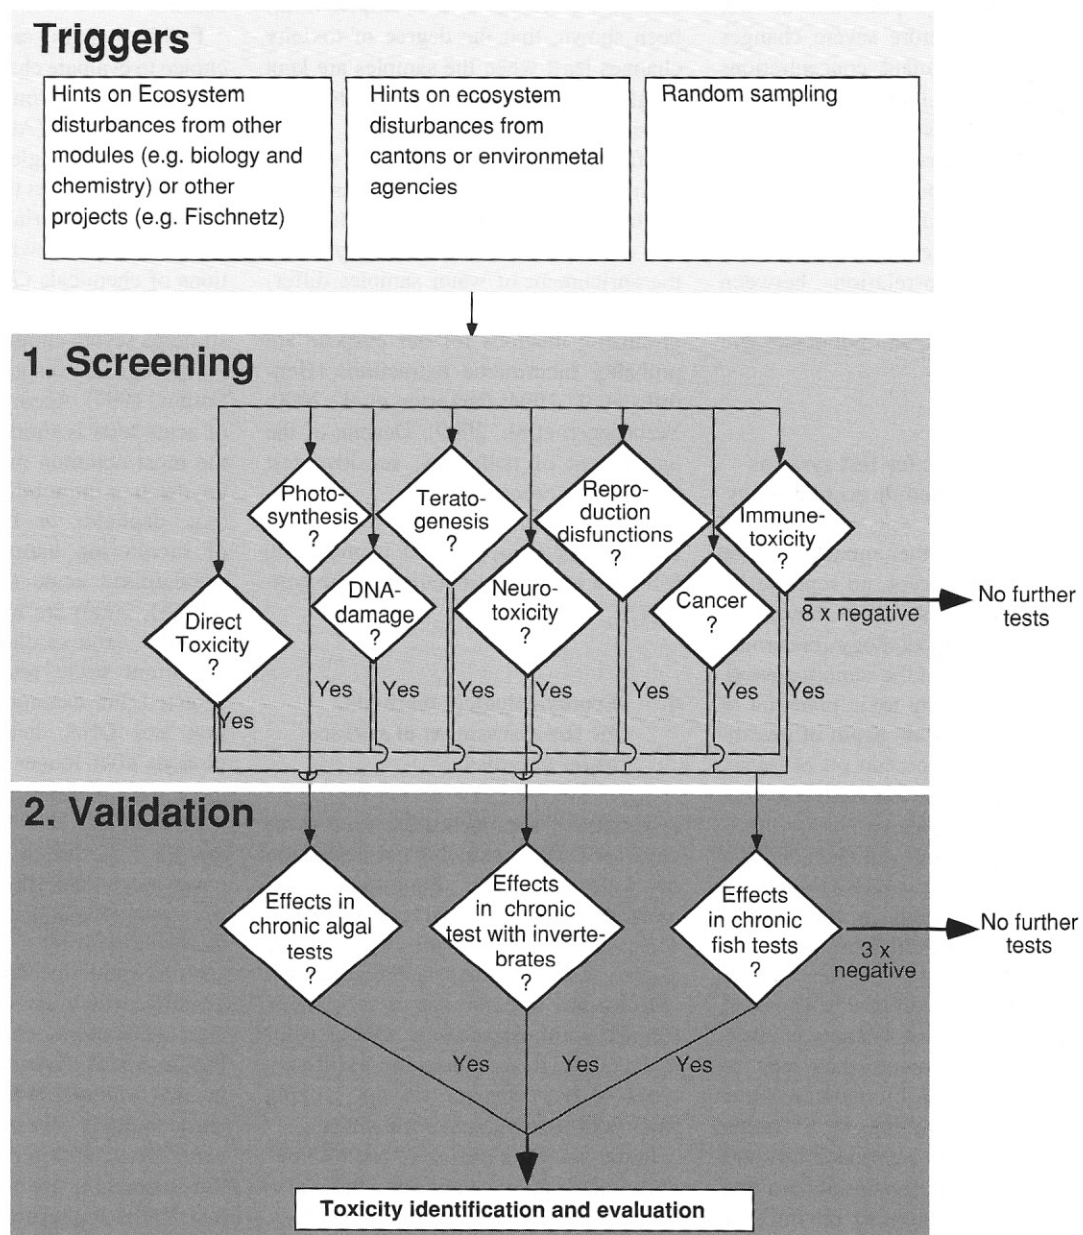 Triggers
Hints on Ecosystem
disturbances from other
modules (e.g. biology and
chemistry) or other
projects (e.g. Fischnetz)
Hints on ecosystem
disturbances from
cantons or environmetal
agencies
Random sampling
1. Screening
Direct
Toxicity
?
Photo-
synthesis
?
DNA-
damage
?
Terato-
genesis
?
Neuro-
toxicity
?
Repro-
duction
disfunctions
?
Cancer
?
Immune-
toxicity
?
8 x negative
No further
tests
Yes
Yes
Yes
Yes
Yes
Yes
Yes
Yes
2. Validation
Effects in
chronic algal
tests
?
Effects
in chronic
test with inverte-
brates
?
Effects
in chronic
fish tests
?
3 x
negative
No further
tests
Yes
Yes
Yes
Toxicity identification and evaluation